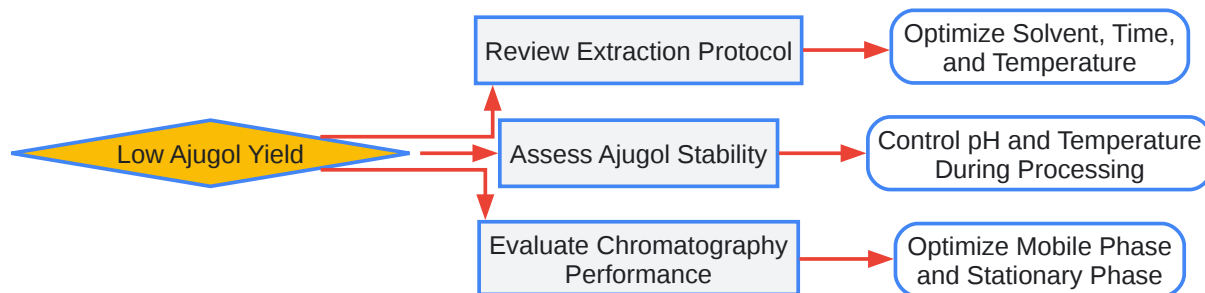 Low Ajugol Yield
Review Extraction Protocol
Optimize Solvent, Time,
and Temperature
Assess Ajugol Stability
Control pH and Temperature
During Processing
Evaluate Chromatography
Performance
Optimize Mobile Phase
and Stationary Phase